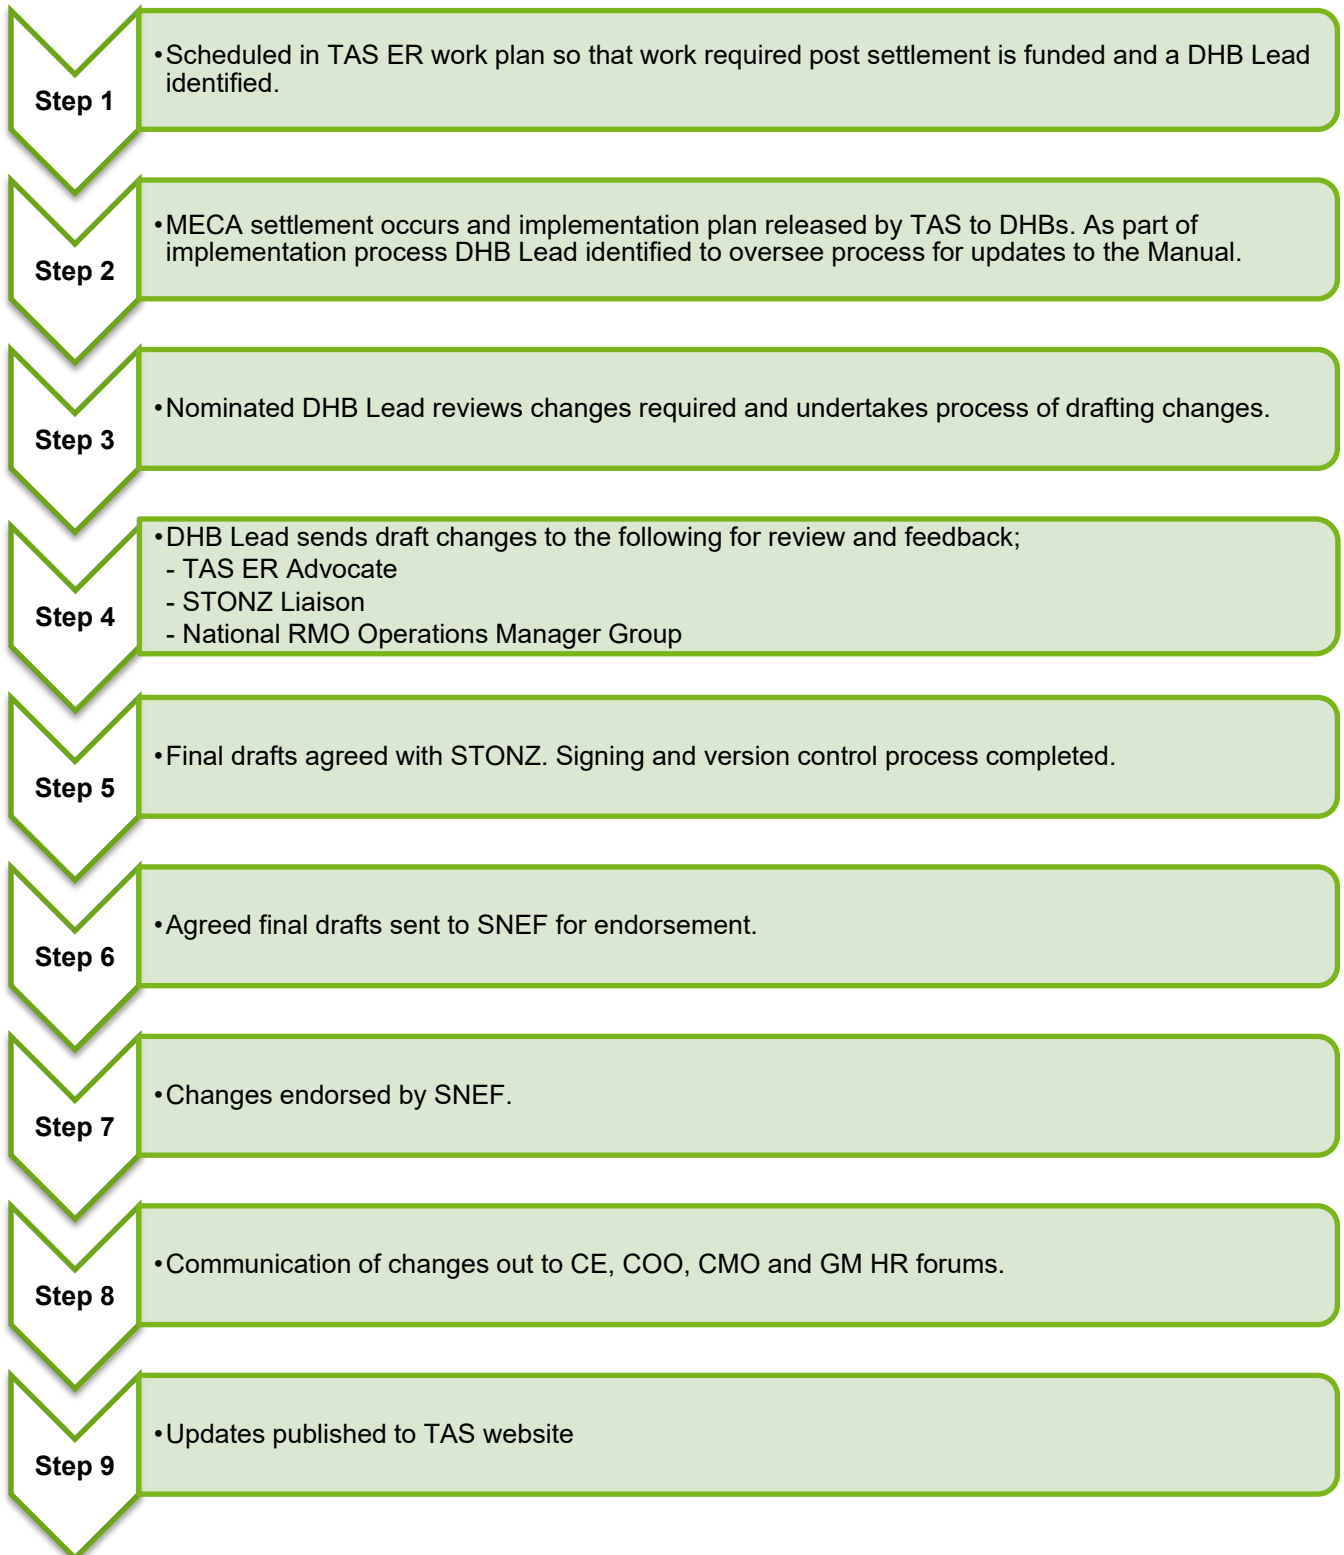 Step 1
•Scheduled in TAS ER work plan so that work required post settlement is funded and a DHB Lead
identified.
Step 2
•MECA settlement occurs and implementation plan released by TAS to DHBs. As part of
implementation process DHB Lead identified to oversee process for updates to the Manual.
Step 3
•Nominated DHB Lead reviews changes required and undertakes process of drafting changes.
Step 4
•DHB Lead sends draft changes to the following for review and feedback;
- TAS ER Advocate
- STONZ Liaison
- National RMO Operations Manager Group
Step 5
•Final drafts agreed with STONZ. Signing and version control process completed.
Step 6
•Agreed final drafts sent to SNEF for endorsement.
Step 7
•Changes endorsed by SNEF.
Step 8
•Communication of changes out to CE, COO, CMO and GM HR forums.
Step 9
•Updates published to TAS website